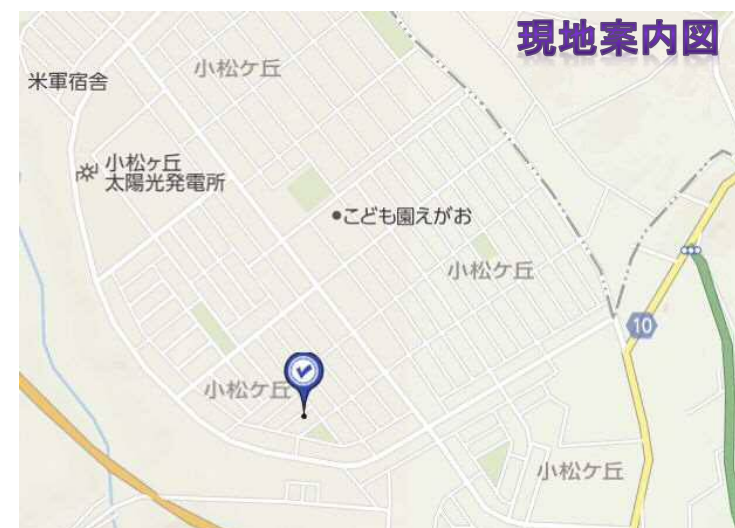 現地案内図
小松ケ丘
米軍宿舎
小松ヶ丘
太陽光発電所
●こども園えがお
小松ケ丘
10
小松ケ丘
小松ケ丘